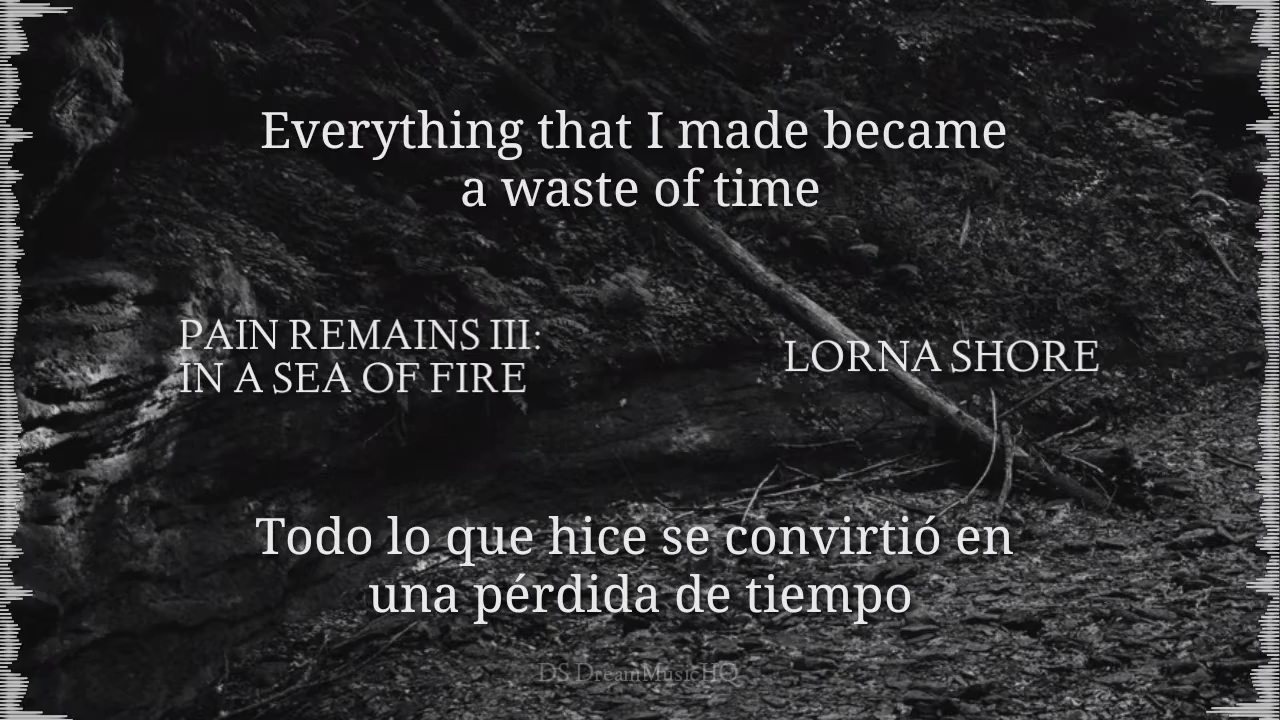 Everything that I made became
a waste of time
PAIN REMAINS III:
IN A SEA OF FIRE
LORNA SHORE
Todo lo que hice se convirtió en
una pérdida de tiempo
DS DreamMusicHQ